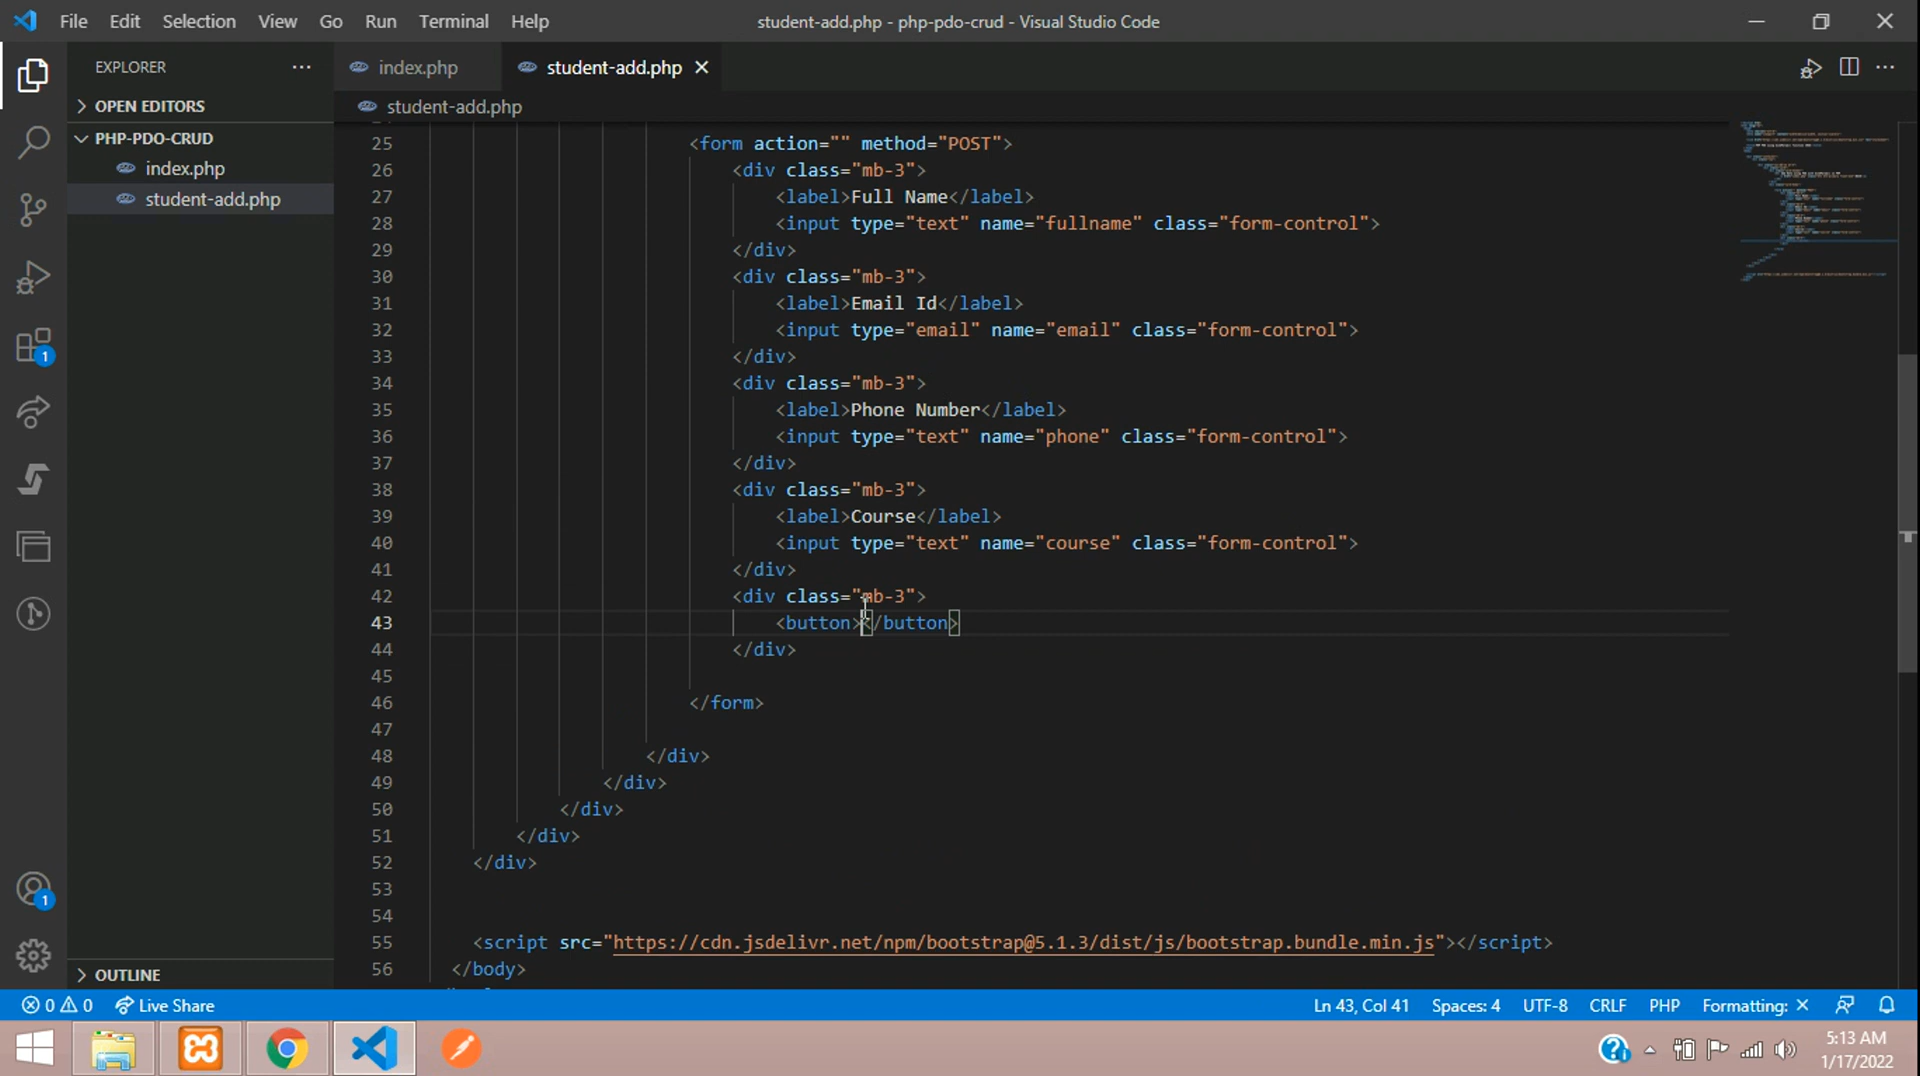 File Edit Selection View Go Run Terminal Help student-add.php - php-pdo-crud - Visual Studio Code
EXPLORER
index.php
student-add.php
OPEN EDITORS
student-add.php
PHP-PDO-CRUD
index.php
student-add.php
25 <form action="" method="POST">
26 <div class="mb-3">
27 <label>Full Name</label>
28 <input type="text" name="fullname" class="form-control">
29 </div>
30 <div class="mb-3">
31 <label>Email Id</label>
32 <input type="email" name="email" class="form-control">
33 </div>
34 <div class="mb-3">
35 <label>Phone Number</label>
36 <input type="text" name="phone" class="form-control">
37 </div>
38 <div class="mb-3">
39 <label>Course</label>
40 <input type="text" name="course" class="form-control">
41 </div>
42 <div class="mb-3">
43 <button></button>
44 </div>
45
46 </form>
47
48 </div>
49 </div>
50 </div>
51 </div>
52 </div>
53
54
55 <script src="https://cdn.jsdelivr.net/npm/bootstrap@5.1.3/dist/js/bootstrap.bundle.min.js"></script>
56 </body>
1
1
OUTLINE
0 0 Live Share Ln 43, Col 41 Spaces: 4 UTF-8 CRLF PHP Formatting: ×
5:13 AM
1/17/2022